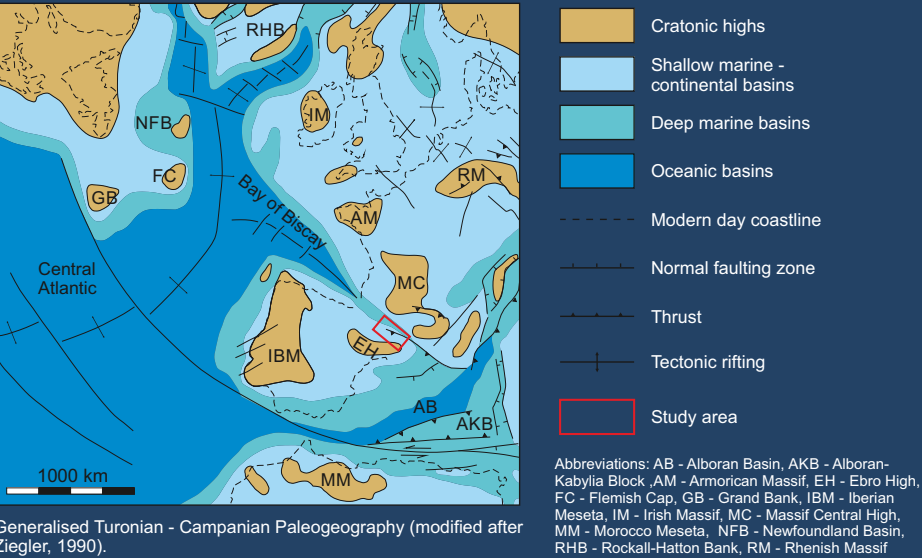 RHB
NFB
IM
FC
RM
GB
Bay of Biscay
AM
Central
Atlantic
MC
EH
IBM
AB
AKB
1000 km
MM
Generalised Turonian - Campanian Paleogeography (modified after
Ziegler, 1990).
Cratonic highs
Shallow marine -
continental basins
Deep marine basins
Oceanic basins
Modern day coastline
Normal faulting zone
Thrust
Tectonic rifting
Study area
Abbreviations: AB - Alboran Basin, AKB - Alboran-
Kabylia Block ,AM - Armorican Massif, EH - Ebro High,
FC - Flemish Cap, GB - Grand Bank, IBM - Iberian
Meseta, IM - Irish Massif, MC - Massif Central High,
MM - Morocco Meseta, NFB - Newfoundland Basin,
RHB - Rockall-Hatton Bank, RM - Rhenish Massif